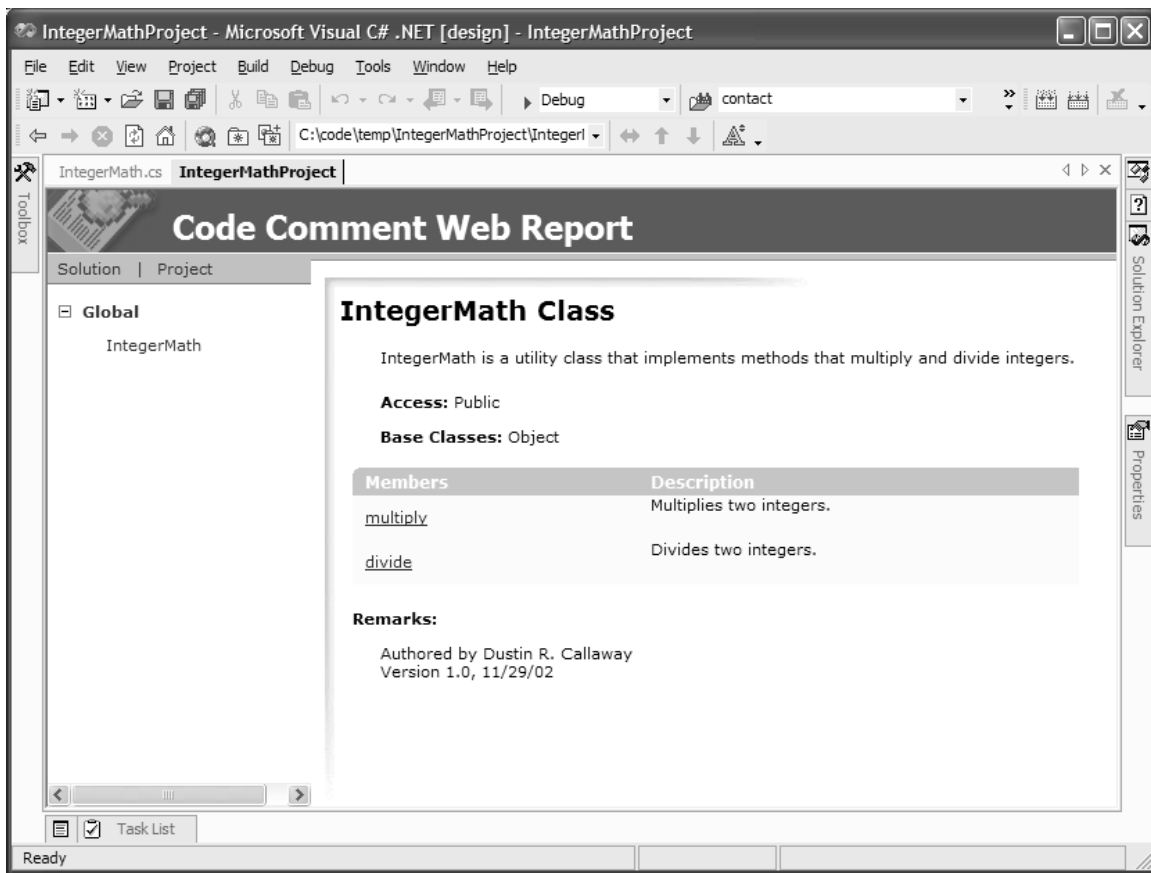 IntegerMathProject - Microsoft Visual C# .NET [design] - IntegerMathProject
File Edit View Project Build Debug Tools Window Help
Debug contact
C:\code\temp\IntegerMathProject\Integerl
IntegerMath.cs IntegerMathProject
Toolbox
Code Comment Web Report
Solution | Project
Global
IntegerMath
IntegerMath Class
IntegerMath is a utility class that implements methods that multiply and divide integers.
Access: Public
Base Classes: Object
Members Description
multiply Multiplies two integers.
divide Divides two integers.
Remarks:
Authored by Dustin R. Callaway
Version 1.0, 11/29/02
Solution Explorer
Properties
Task List
Ready